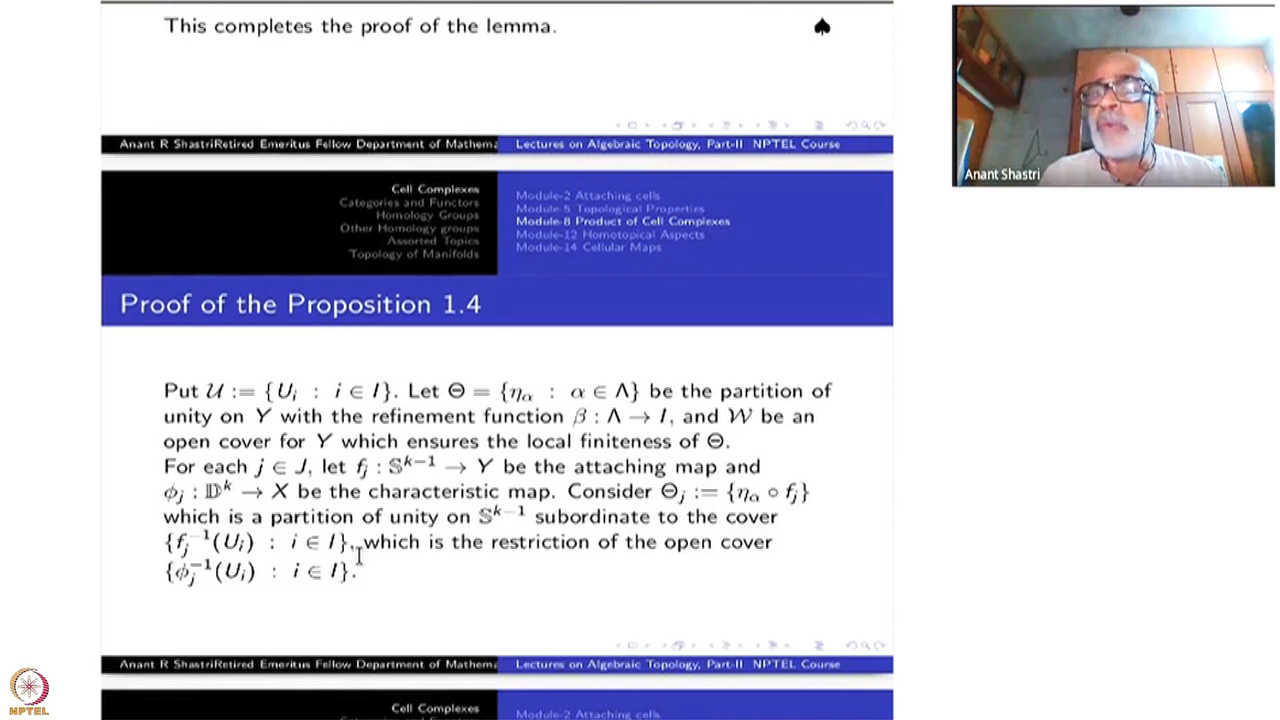 This completes the proof of the lemma. ♠
Anant R ShastriRetired Emeritus Fellow Department of Mathema Lectures on Algebraic Topology, Part-II NPTEL Course
Cell Complexes
Categories and Functors
Homology Groups
Other Homology groups
Assorted Topics
Topology of Manifolds
Module-2 Attaching cells
Module-5 Topological Properties
Module-8 Product of Cell Complexes
Module-12 Homotopical Aspects
Module-14 Cellular Maps
Proof of the Proposition 1.4
Put 𝒰 := {U_i : i ∈ I}. Let Θ = {η_α : α ∈ Λ} be the partition of
unity on Y with the refinement function β : Λ → I, and 𝒲 be an
open cover for Y which ensures the local finiteness of Θ.
For each j ∈ J, let f_j : 𝕊^{k−1} → Y be the attaching map and
ϕ_j : 𝔻^k → X be the characteristic map. Consider Θ_j := {η_α ∘ f_j}
which is a partition of unity on 𝕊^{k−1} subordinate to the cover
{f_j^{−1}(U_i) : i ∈ I}, which is the restriction of the open cover
{ϕ_j^{−1}(U_i) : i ∈ I}.
Anant R ShastriRetired Emeritus Fellow Department of Mathema Lectures on Algebraic Topology, Part-II NPTEL Course
Cell Complexes
Module-2 Attaching cells
Anant Shastri
NPTEL